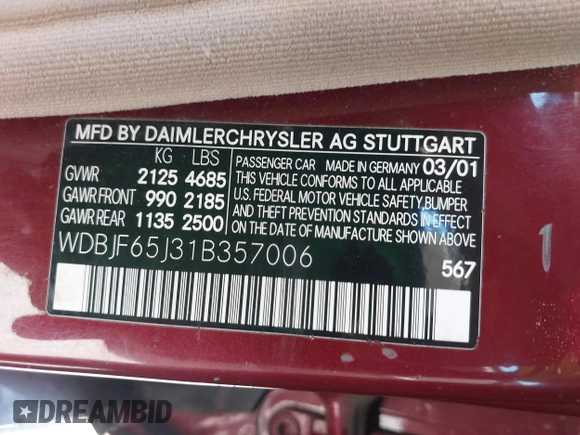 MFD BY DAIMLERCHRYSLER AG STUTTGART
KG LBS
GVWR 2125 4685
GAWR FRONT 990 2185
GAWR REAR 1135 2500
PASSENGER CAR MADE IN GERMANY 03/01
THIS VEHICLE CONFORMS TO ALL APPLICABLE
U.S. FEDERAL MOTOR VEHICLE SAFETY,BUMPER
AND THEFT PREVENTION STANDARDS IN EFFECT
ON THE DATE OF MANUFACTURE SHOWN ABOVE.
WDBJF65J31B357006
567
1
DREAMBID